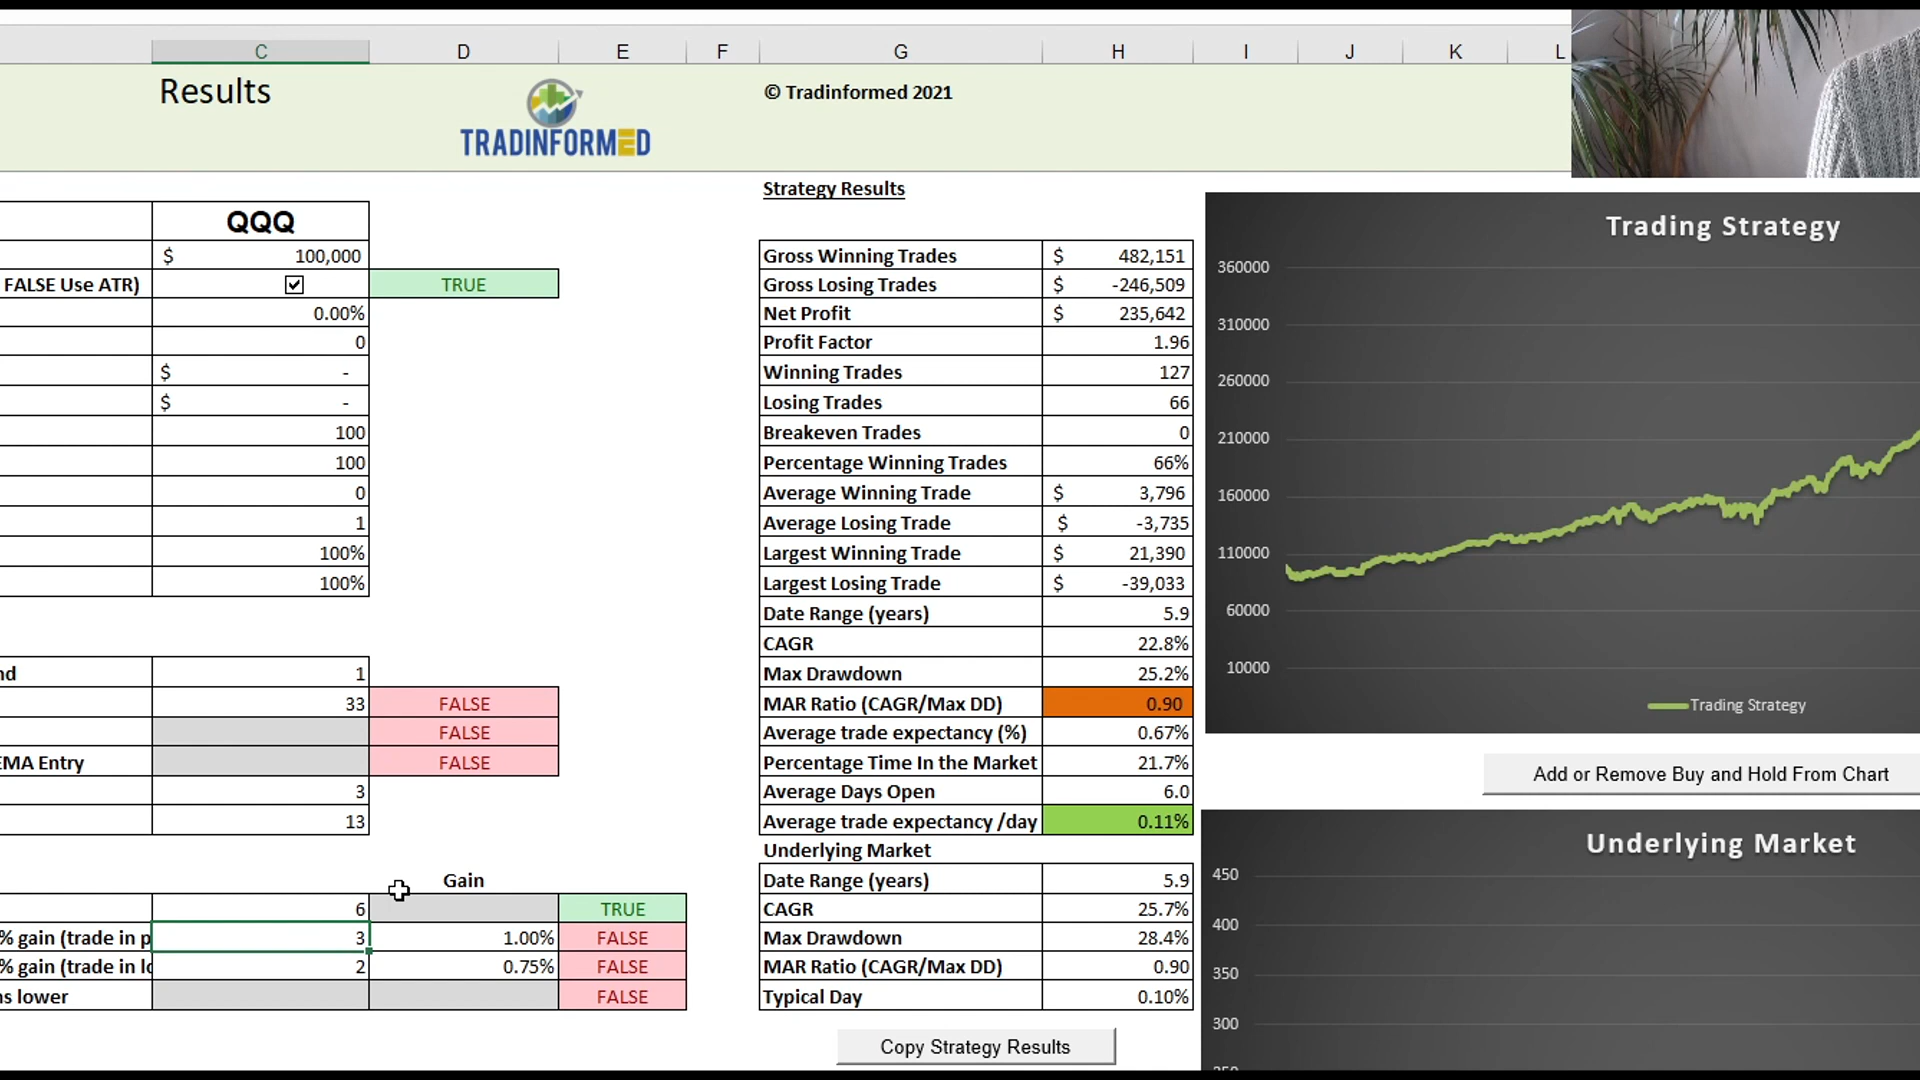 C D E F G H I J K L
Results
TRADINFORMED
© Tradinformed 2021
Strategy Results
QQQ
$ 100,000
FALSE Use ATR) TRUE
0.00%
0
$ -
$ -
100
100
0
1
100%
100%
nd 1
33 FALSE
FALSE
EMA Entry FALSE
3
13
Gain
6 TRUE
% gain (trade in p 3 1.00% FALSE
% gain (trade in lo 2 0.75% FALSE
ns lower FALSE
Gross Winning Trades $ 482,151
Gross Losing Trades $ -246,509
Net Profit $ 235,642
Profit Factor 1.96
Winning Trades 127
Losing Trades 66
Breakeven Trades 0
Percentage Winning Trades 66%
Average Winning Trade $ 3,796
Average Losing Trade $ -3,735
Largest Winning Trade $ 21,390
Largest Losing Trade $ -39,033
Date Range (years) 5.9
CAGR 22.8%
Max Drawdown 25.2%
MAR Ratio (CAGR/Max DD) 0.90
Average trade expectancy (%) 0.67%
Percentage Time In the Market 21.7%
Average Days Open 6.0
Average trade expectancy /day 0.11%
Underlying Market
Date Range (years) 5.9
CAGR 25.7%
Max Drawdown 28.4%
MAR Ratio (CAGR/Max DD) 0.90
Typical Day 0.10%
Copy Strategy Results
Trading Strategy
360000
310000
260000
210000
160000
110000
60000
10000
Trading Strategy
Add or Remove Buy and Hold From Chart
Underlying Market
450
400
350
300